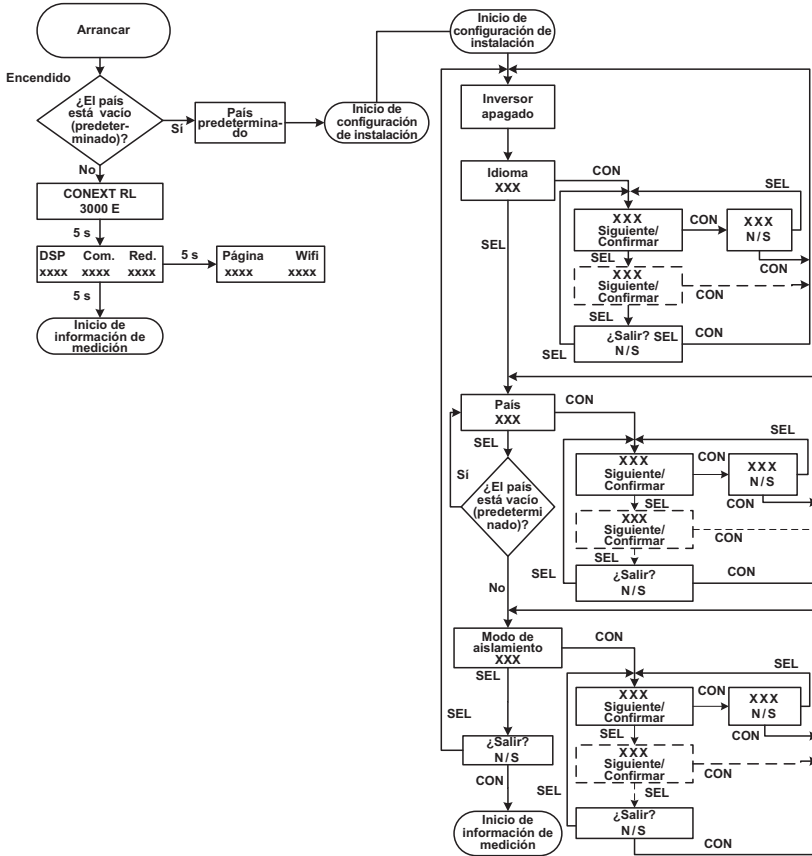 Arrancar
Encendido
¿El país
está vacío
(predeter-
minado)?
Sí
País
predetermina-
do
Inicio de
configuración
de instalación
No
CONEXT RL
3000 E
5 s
DSP Com. Red.
xxxx xxxx xxxx
5 s
Página Wifi
xxxx xxxx
5 s
Inicio de
información de
medición
Inicio de
configuración de
instalación
Inversor
apagado
Idioma
XXX
CON
SEL
SEL
XXX
Siguiente/
Confirmar
CON
XXX
N/S
CON
SEL
XXX
Siguiente/
Confirmar
CON
SEL
¿Salir? SEL
N/S
CON
SEL
País
XXX
CON
SEL
SEL
Sí
¿El país
está vacío
(predetermi
nado)?
No
XXX
Siguiente/
Confirmar
CON
XXX
N/S
CON
SEL
XXX
Siguiente/
Confirmar
CON
SEL
¿Salir?
N/S
CON
SEL
Modo de
aislamiento
XXX
CON
SEL
SEL
SEL
XXX
Siguiente/
Confirmar
CON
XXX
N/S
CON
SEL
XXX
Siguiente/
Confirmar
CON
SEL
SEL
¿Salir?
N/S
CON
¿Salir?
N/S
CON
Inicio de
información de
medición